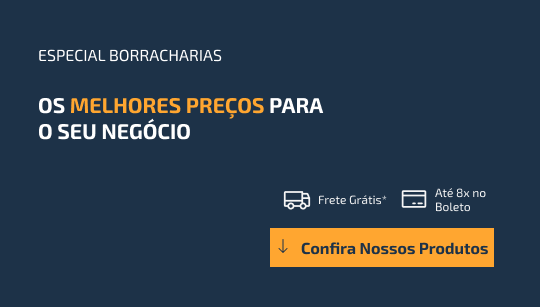 ESPECIAL BORRACHARIAS
OS MELHORES PREÇOS PARA
O SEU NEGÓCIO
Frete Grátis*
Até 8x no
Boleto
Confira Nossos Produtos